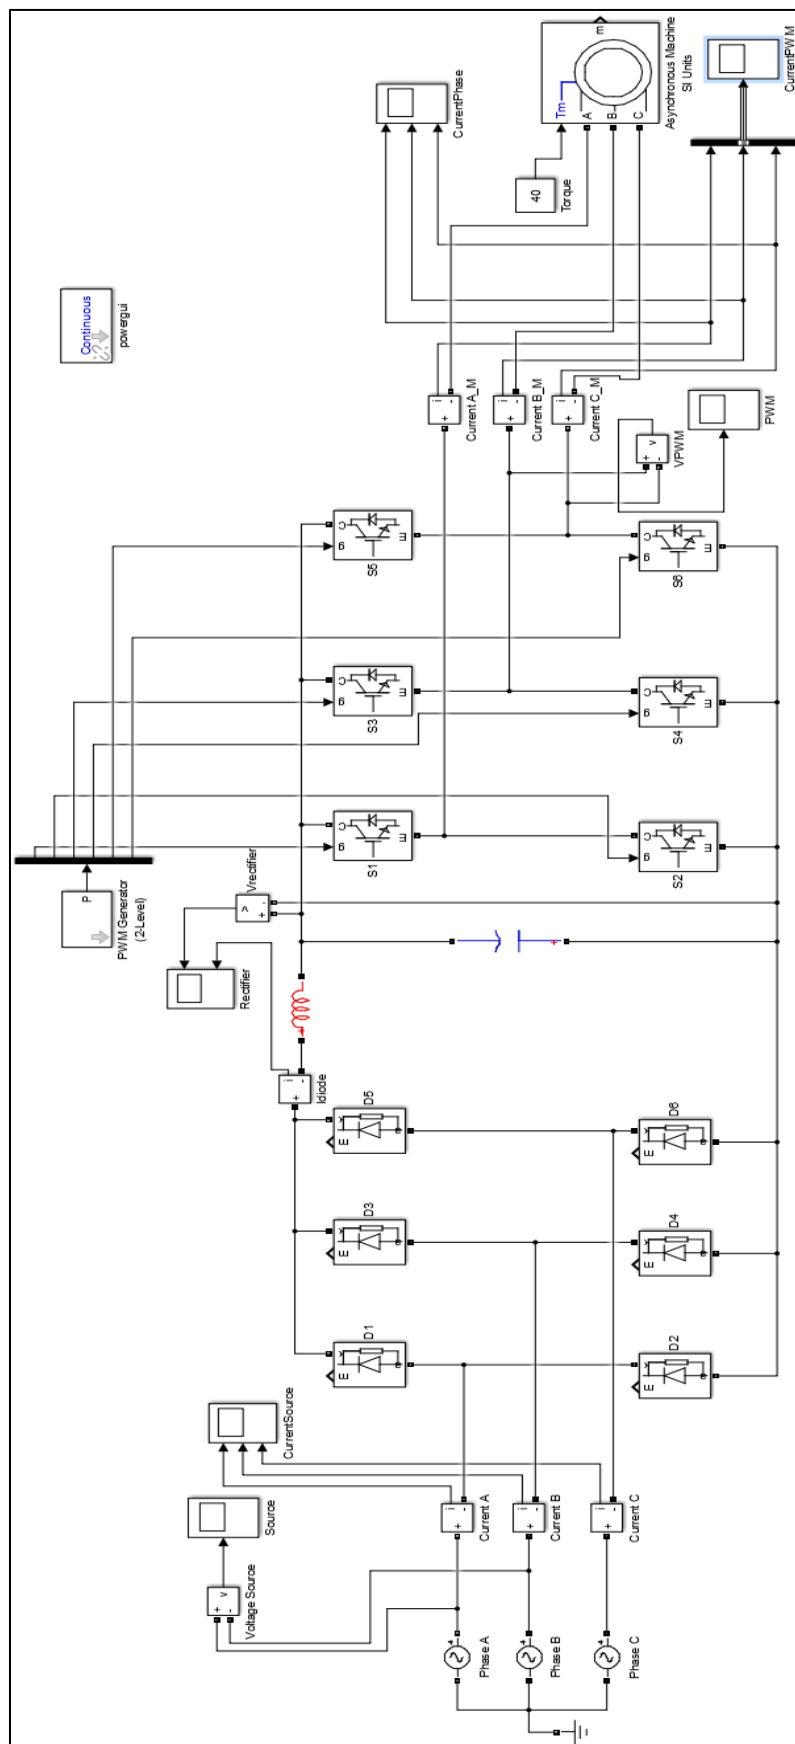 Continuous
powergui
CurrentPhase
m
Tm
A
B
C
Asynchronous Machine
SI Units
CurrentPWM
40
Torque
i
+
-
Current A_M
i
+
-
Current B_M
i
+
-
Current C_M
PWM
v
+
-
VPWM
g
C
E
S5
g
C
E
S6
g
C
E
S3
g
C
E
S4
g
C
E
S1
g
C
E
S2
P
PWM Generator
(2-Level)
Rectifier
v
+
-
Vrectifier
+
+
i
+
-
Idiode
m
k
a
D5
m
k
a
D6
m
k
a
D3
m
k
a
D4
m
k
a
D1
m
k
a
D2
CurrentSource
Source
v
+
-
Voltage Source
i
+
-
Current A
i
+
-
Current B
i
+
-
Current C
Phase A
Phase B
Phase C